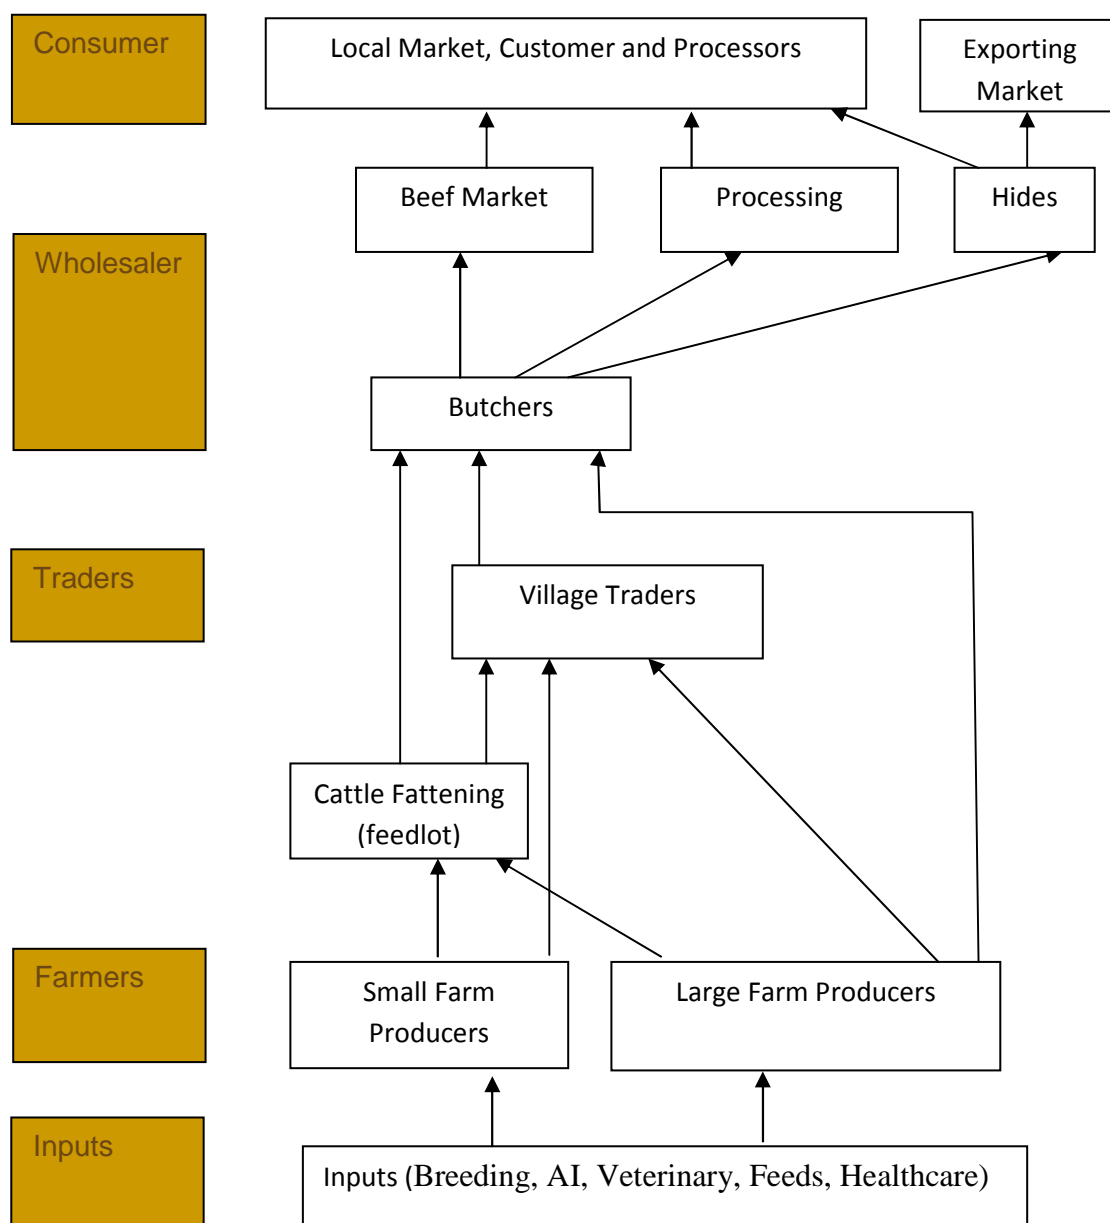 Consumer
Local Market, Customer and Processors
Exporting
Market
Beef Market
Processing
Hides
Wholesaler
Butchers
Traders
Village Traders
Cattle Fattening
(feedlot)
Farmers
Small Farm
Producers
Large Farm Producers
Inputs
Inputs (Breeding, AI, Veterinary, Feeds, Healthcare)